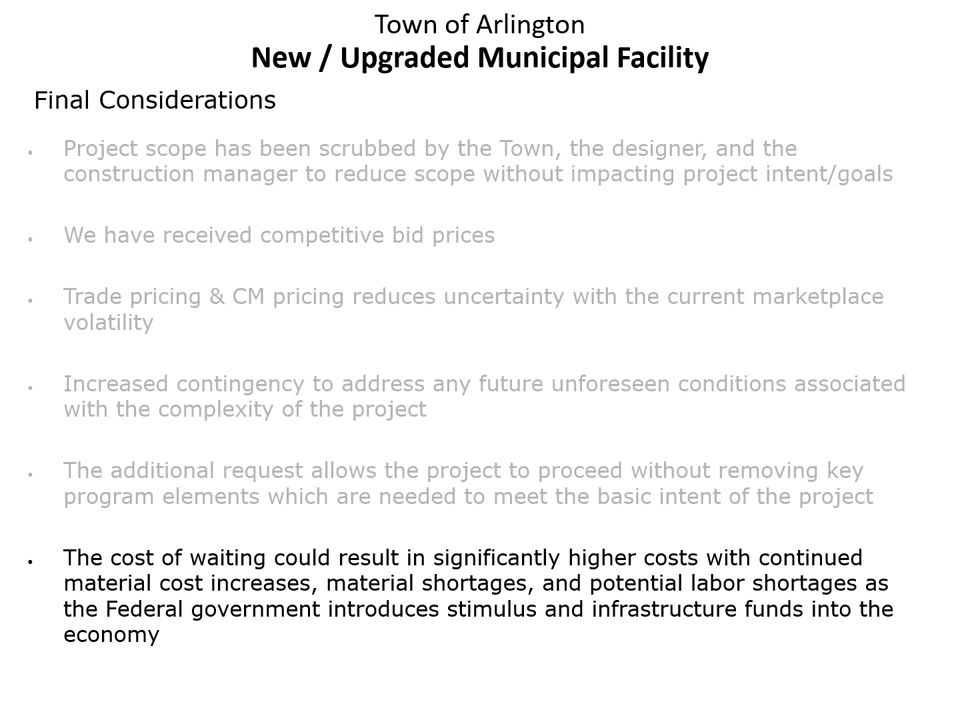 Town of Arlington
New / Upgraded Municipal Facility
Final Considerations
• Project scope has been scrubbed by the Town, the designer, and the
construction manager to reduce scope without impacting project intent/goals
• We have received competitive bid prices
• Trade pricing & CM pricing reduces uncertainty with the current marketplace
volatility
• Increased contingency to address any future unforeseen conditions associated
with the complexity of the project
• The additional request allows the project to proceed without removing key
program elements which are needed to meet the basic intent of the project
• The cost of waiting could result in significantly higher costs with continued
material cost increases, material shortages, and potential labor shortages as
the Federal government introduces stimulus and infrastructure funds into the
economy